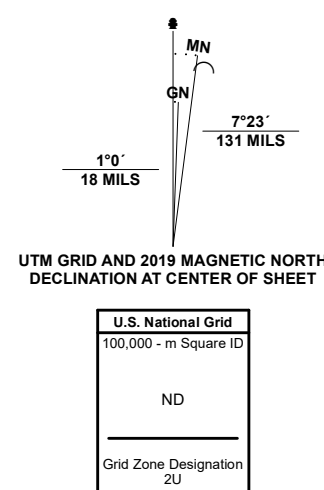 MN
GN
7°23´
131 MILS
1°0´
18 MILS
UTM GRID AND 2019 MAGNETIC NORTH
DECLINATION AT CENTER OF SHEET
U.S. National Grid
100,000 - m Square ID
ND
Grid Zone Designation
2U